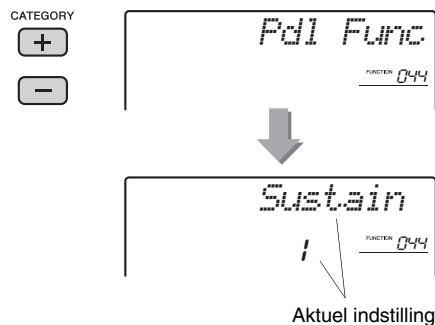 CATEGORY
+
−
Pdl Func
FUNCTION 044
Sustain
1
FUNCTION 044
Aktuel indstilling